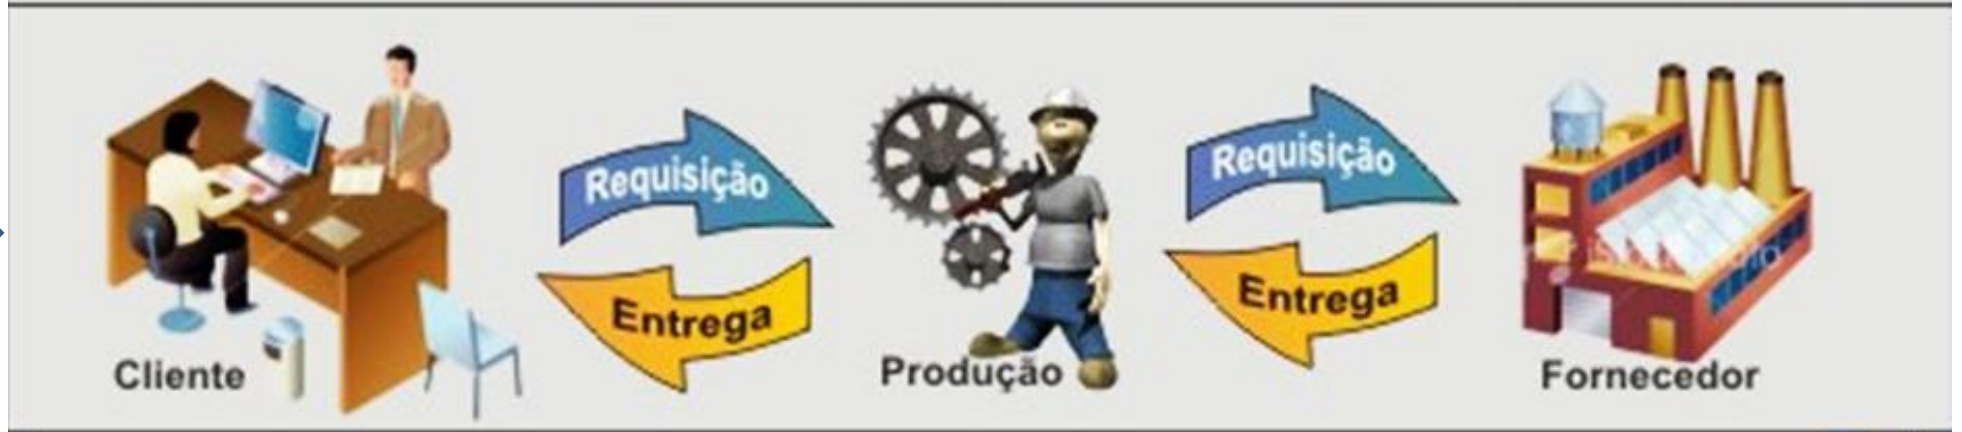 Requisição
Entrega
Cliente
Requisição
Entrega
Produção
Fornecedor